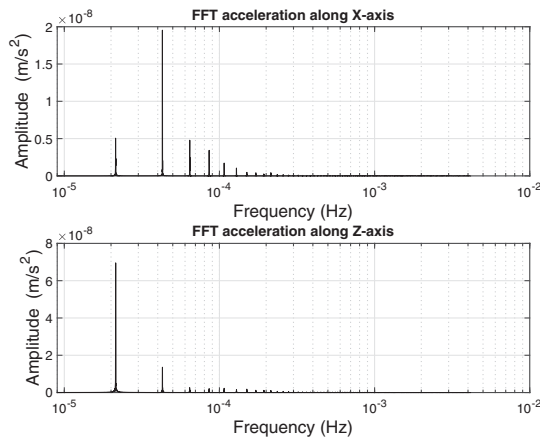 FFT acceleration along X-axis
×10-8
2
1.5
1
0.5
0
Amplitude (m/s2)
10-5 10-4 10-3 10-2
Frequency (Hz)
FFT acceleration along Z-axis
×10-8
8
6
4
2
0
Amplitude (m/s2)
10-5 10-4 10-3 10-2
Frequency (Hz)